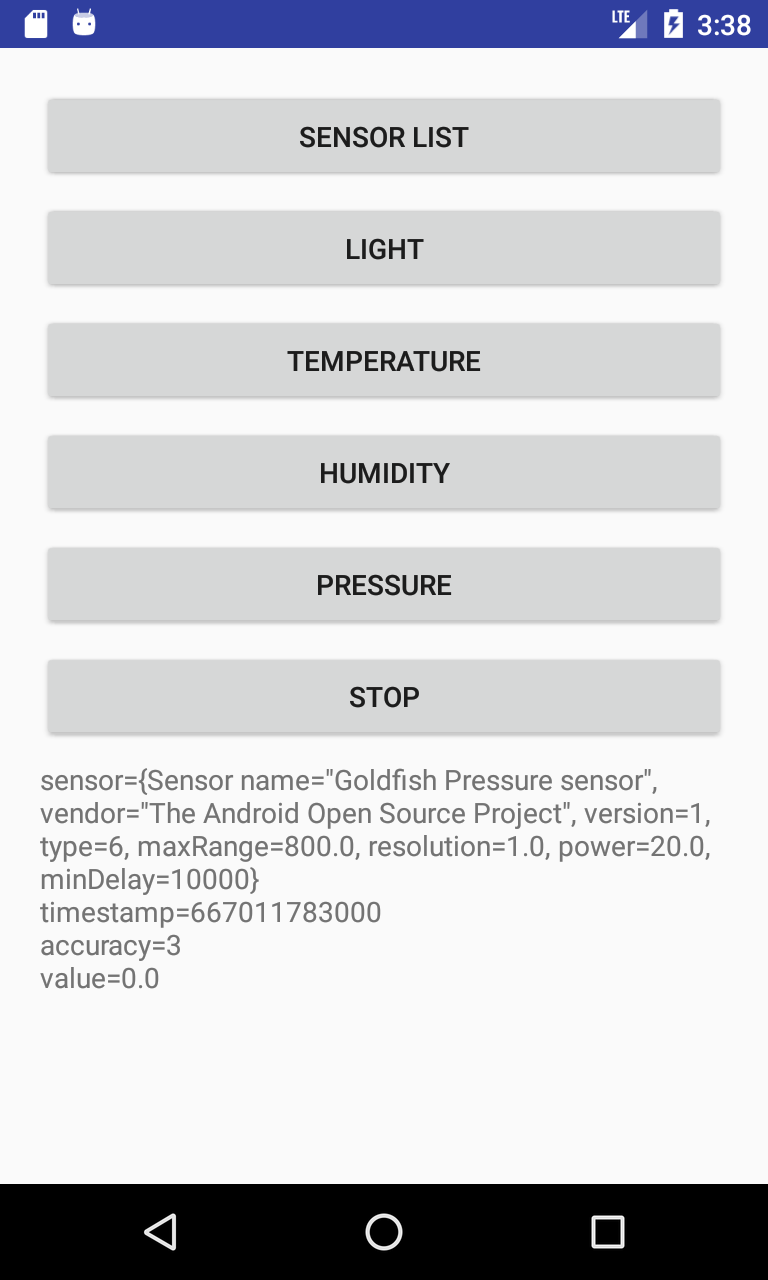 LTE 3:38
SENSOR LIST
LIGHT
TEMPERATURE
HUMIDITY
PRESSURE
STOP
sensor={Sensor name="Goldfish Pressure sensor",
vendor="The Android Open Source Project", version=1,
type=6, maxRange=800.0, resolution=1.0, power=20.0,
minDelay=10000}
timestamp=667011783000
accuracy=3
value=0.0